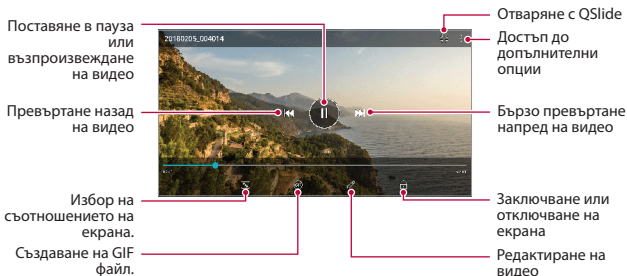 Поставяне в пауза
или
възпроизвеждане
на видео
Превъртане назад
на видео
Избор на
съотношението на
екрана.
Създаване на GIF
файл.
20180205_004014
Отваряне с QSlide
Достъп до
допълнителни
опции
Бързо превъртане
напред на видео
Заключване или
отключване на
екрана
Редактиране на
видео